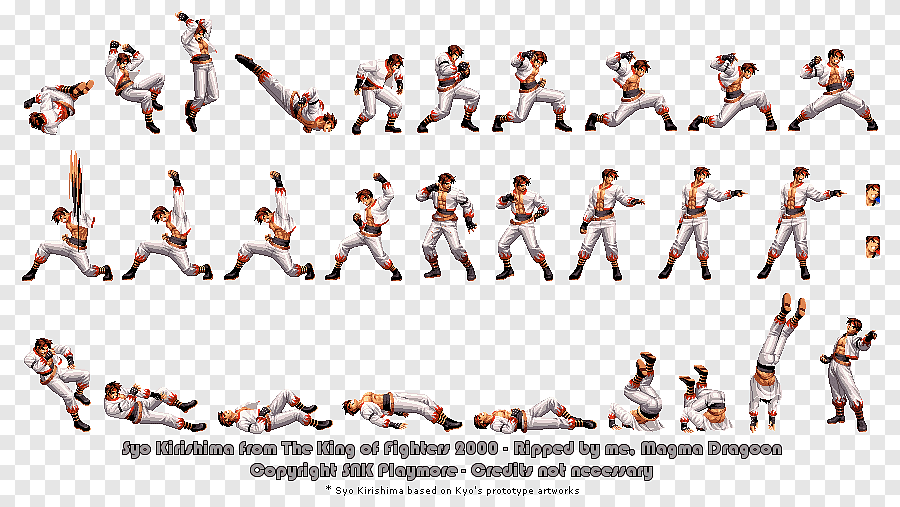 Syo Kirishima from The King of Fighters 2000 - Ripped by me, Magma Dragoon
Copyright SNK Playmore - Credits not necessary
* Syo Kirishima based on Kyo's prototype artworks